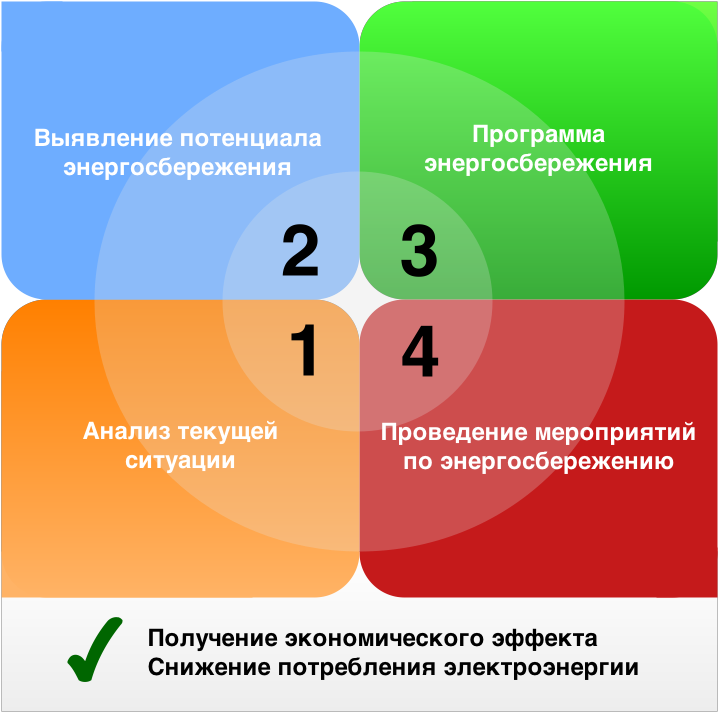 Выявление потенциала
энергосбережения
2
Программа
энергосбережения
3
1
Анализ текущей
ситуации
4
Проведение мероприятий
по энергосбережению
Получение экономического эффекта
Снижение потребления электроэнергии